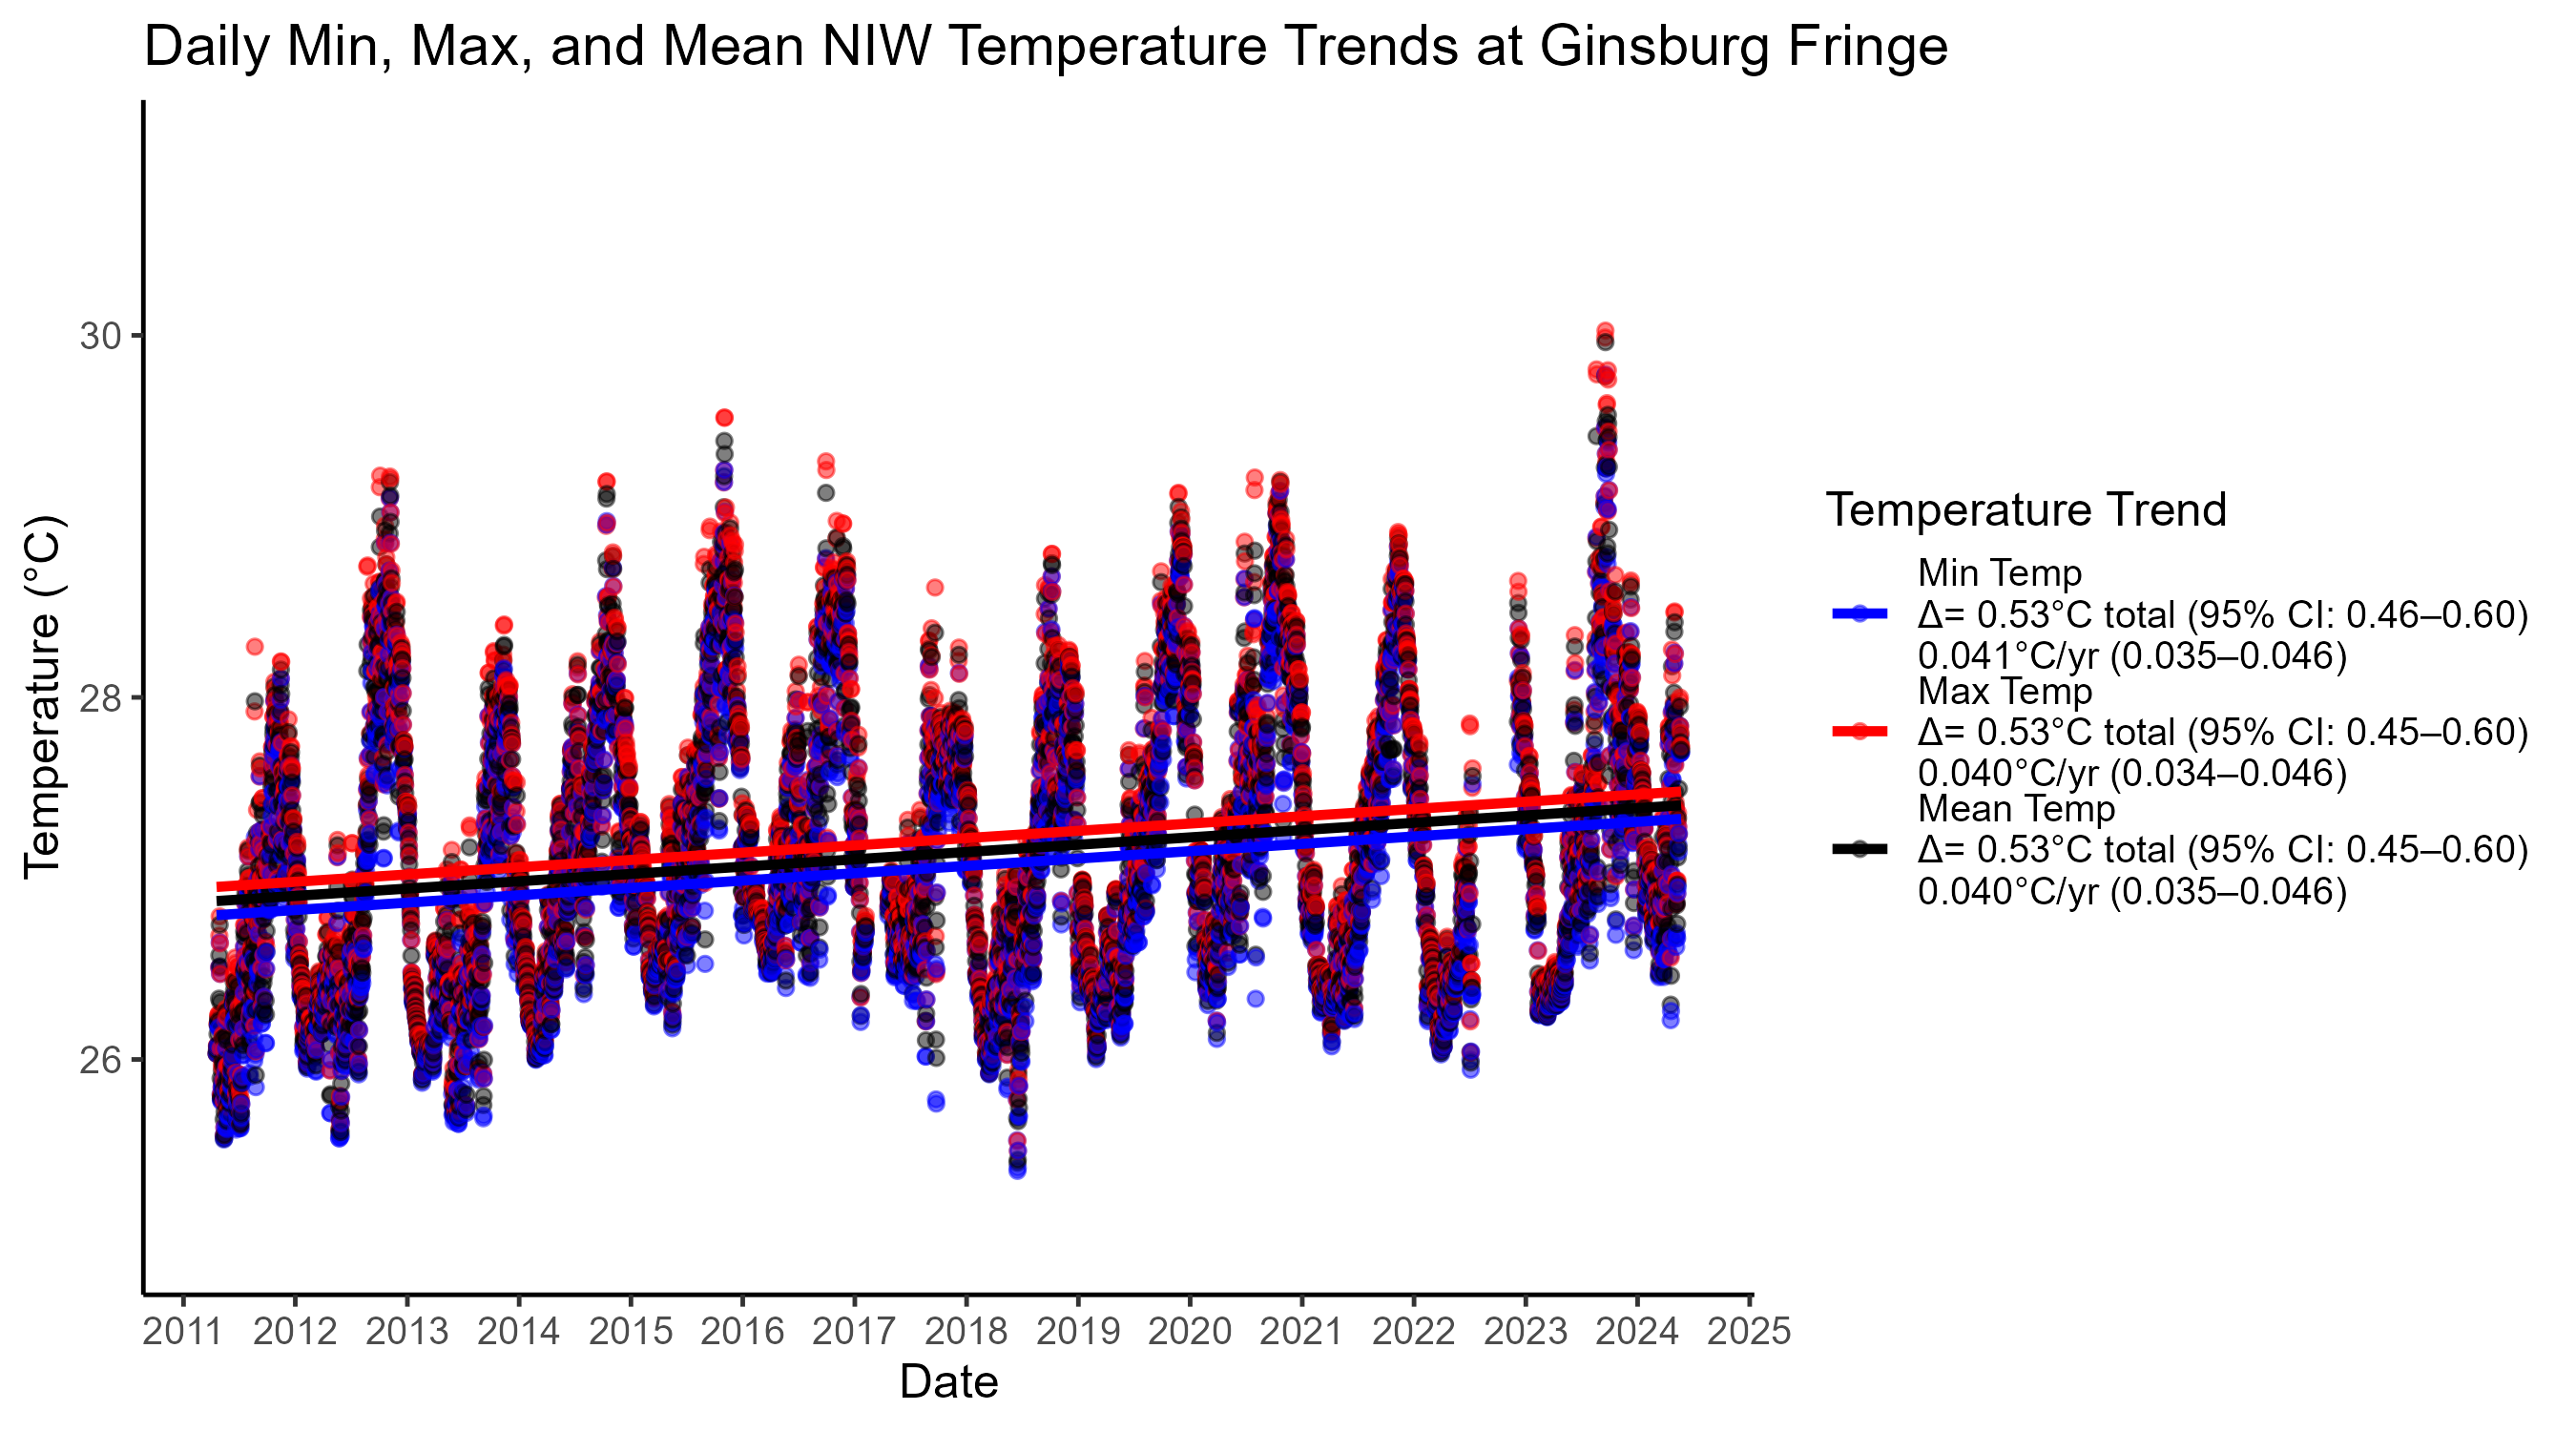 Daily Min, Max, and Mean NIW Temperature Trends at Ginsburg Fringe
Temperature (°C)
30
28
26
2011 2012 2013 2014 2015 2016 2017 2018 2019 2020 2021 2022 2023 2024 2025
Date
Temperature Trend
Min Temp
Δ= 0.53°C total (95% CI: 0.46–0.60)
0.041°C/yr (0.035–0.046)
Max Temp
Δ= 0.53°C total (95% CI: 0.45–0.60)
0.040°C/yr (0.034–0.046)
Mean Temp
Δ= 0.53°C total (95% CI: 0.45–0.60)
0.040°C/yr (0.035–0.046)